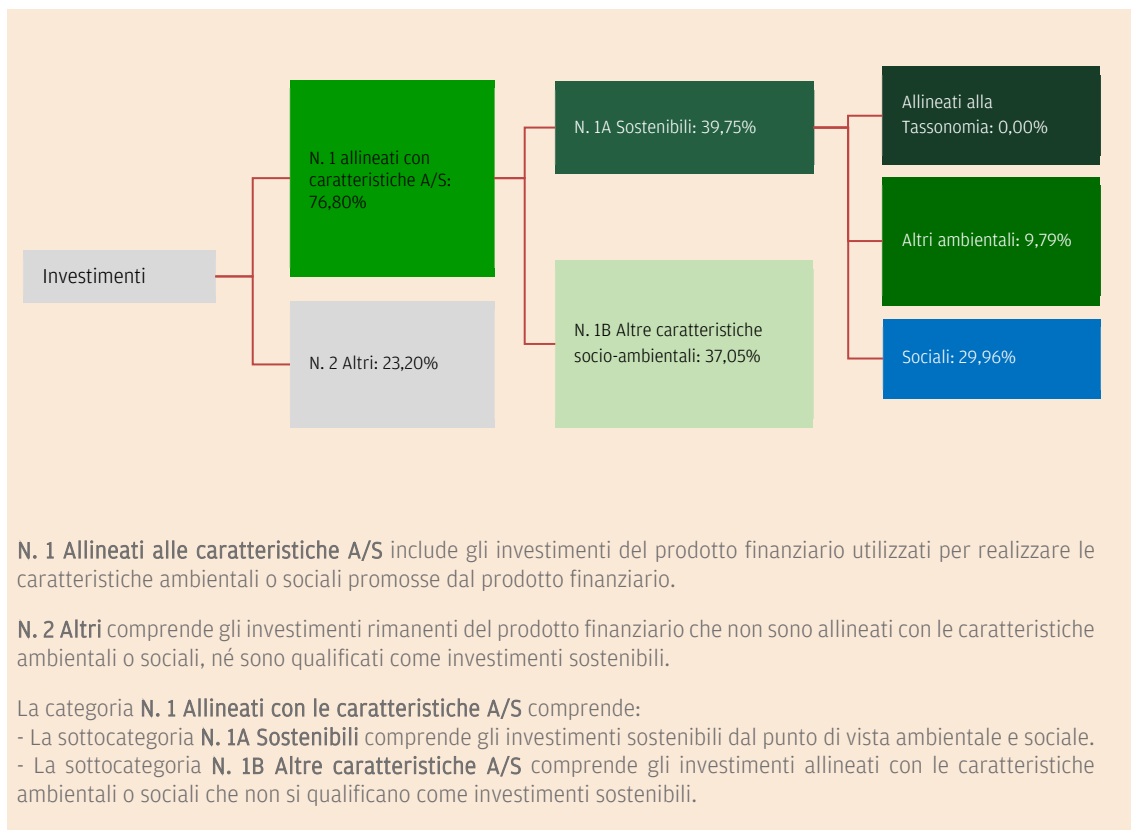 Investimenti
N. 1 allineati con
caratteristiche A/S:
76,80%
N. 2 Altri: 23,20%
N. 1A Sostenibili: 39,75%
N. 1B Altre caratteristiche
socio-ambientali: 37,05%
Allineati alla
Tassonomia: 0,00%
Altri ambientali: 9,79%
Sociali: 29,96%
N. 1 Allineati alle caratteristiche A/S include gli investimenti del prodotto finanziario utilizzati per realizzare le
caratteristiche ambientali o sociali promosse dal prodotto finanziario.
N. 2 Altri comprende gli investimenti rimanenti del prodotto finanziario che non sono allineati con le caratteristiche
ambientali o sociali, né sono qualificati come investimenti sostenibili.
La categoria N. 1 Allineati con le caratteristiche A/S comprende:
- La sottocategoria N. 1A Sostenibili comprende gli investimenti sostenibili dal punto di vista ambientale e sociale.
- La sottocategoria N. 1B Altre caratteristiche A/S comprende gli investimenti allineati con le caratteristiche
ambientali o sociali che non si qualificano come investimenti sostenibili.